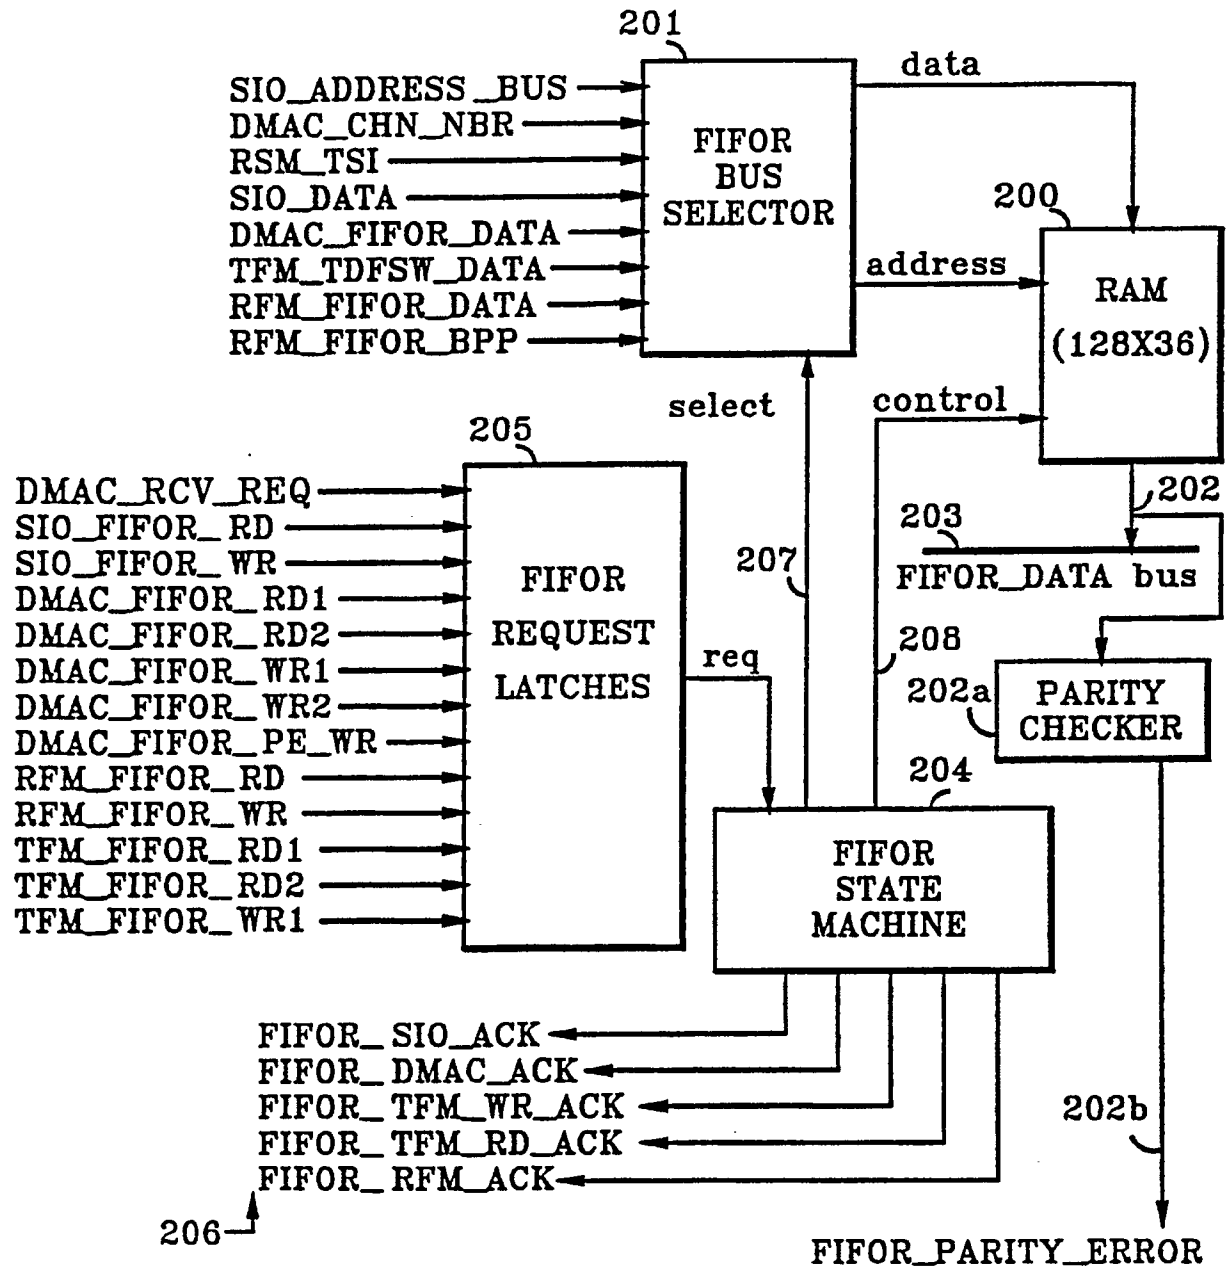 201
data
SIO_ADDRESS_BUS
DMAC_CHN_NBR
RSM_TSI
SIO_DATA
DMAC_FIFOR_DATA
TFM_TDFSW_DATA
RFM_FIFOR_DATA
RFM_FIFOR_BPP
FIFOR
BUS
SELECTOR
address
200
RAM
(128X36)
select
control
205
DMAC_RCV_REQ
SIO_FIFOR_RD
SIO_FIFOR_WR
DMAC_FIFOR_RD1
DMAC_FIFOR_RD2
DMAC_FIFOR_WR1
DMAC_FIFOR_WR2
DMAC_FIFOR_PE_WR
RFM_FIFOR_RD
RFM_FIFOR_WR
TFM_FIFOR_RD1
TFM_FIFOR_RD2
TFM_FIFOR_WR1
FIFOR
REQUEST
LATCHES
req
207
208
202
203
FIFOR_DATA bus
202a
PARITY
CHECKER
204
FIFOR
STATE
MACHINE
FIFOR_SIO_ACK
FIFOR_DMAC_ACK
FIFOR_TFM_WR_ACK
FIFOR_TFM_RD_ACK
FIFOR_RFM_ACK
206
202b
FIFOR_PARITY_ERROR